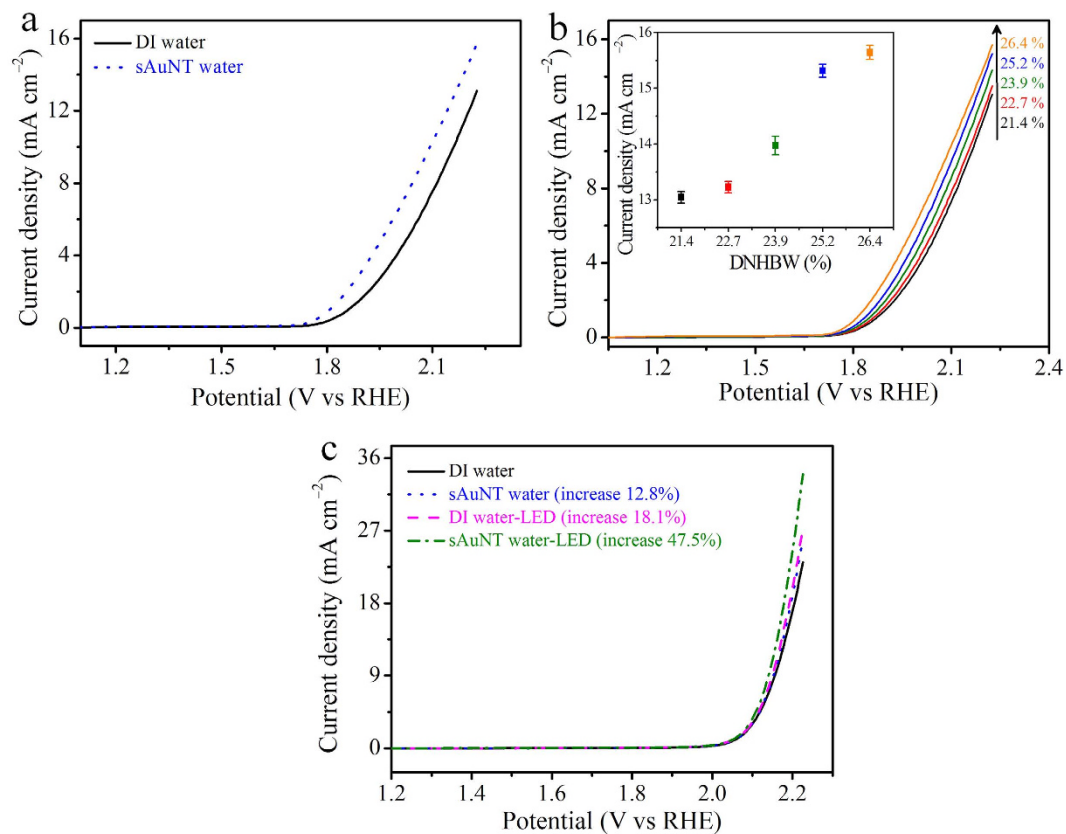 a
DI water
sAuNT water
16
12
8
4
0
1.2
1.5
1.8
2.1
Current density (mA cm⁻²)
Potential (V vs RHE)
b
26.4 %
25.2 %
23.9 %
22.7 %
21.4 %
16
12
8
4
0
1.2
1.5
1.8
2.1
2.4
Current density (mA cm⁻²)
Potential (V vs RHE)
16
15
14
13
21.4
22.7
23.9
25.2
26.4
Current density (mA cm⁻²)
DNHBW (%)
c
DI water
sAuNT water (increase 12.8%)
DI water-LED (increase 18.1%)
sAuNT water-LED (increase 47.5%)
36
27
18
9
0
1.2
1.4
1.6
1.8
2.0
2.2
Current density (mA cm⁻²)
Potential (V vs RHE)